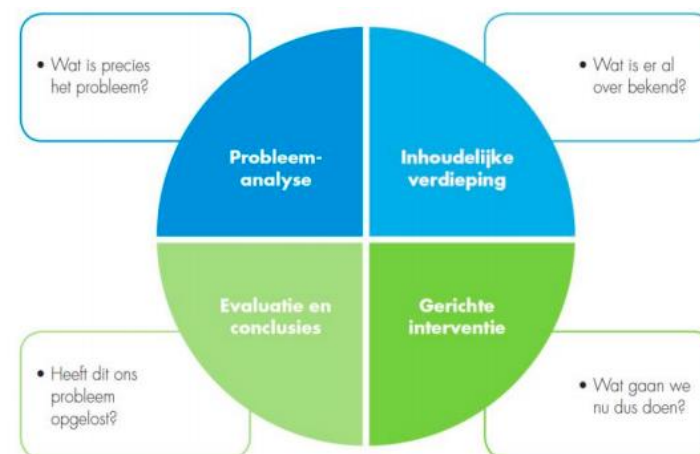 • Wat is precies
het probleem?
• Wat is er al
over bekend?
Probleem-
analyse
Inhoudelijke
verdieping
Evaluatie en
conclusies
Gerichte
interventie
• Heeft dit ons
probleem
opgelost?
• Wat gaan we
nu dus doen?